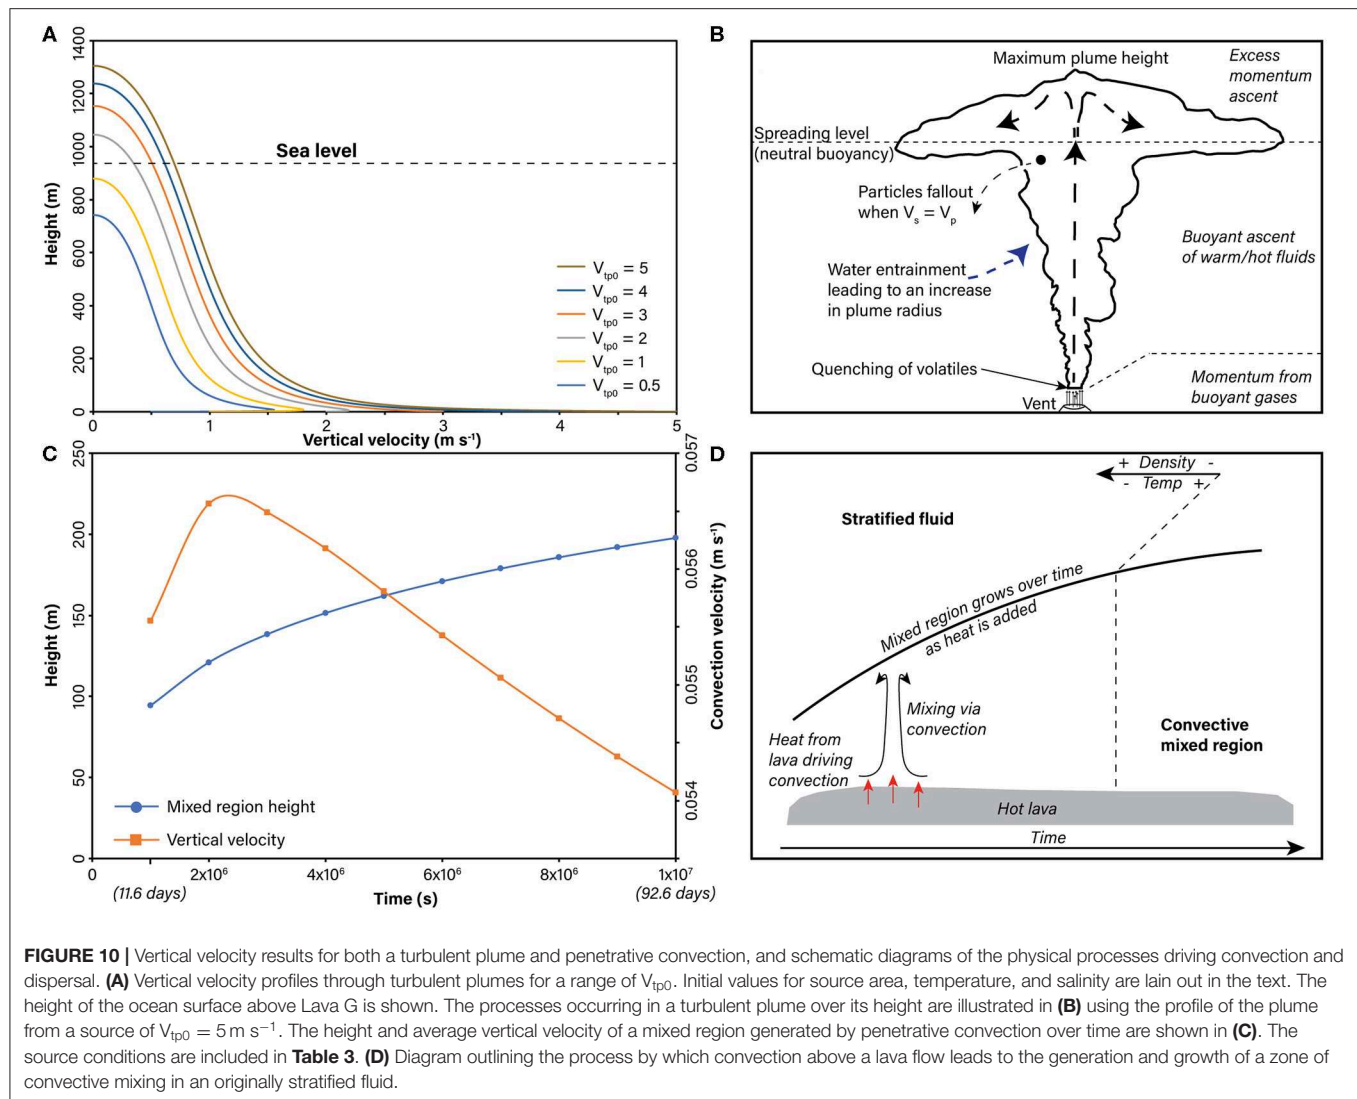 A
1400
1200
1000
800
600
400
200
0
Height (m)
Sea level
V_tp0 = 5
V_tp0 = 4
V_tp0 = 3
V_tp0 = 2
V_tp0 = 1
V_tp0 = 0.5
0 1 2 3 4 5
Vertical velocity (m s⁻¹)
B
Maximum plume height
Excess
momentum
ascent
Spreading level
(neutral buoyancy)
Particles fallout
when V_s = V_p
Buoyant ascent
of warm/hot fluids
Water entrainment
leading to an increase
in plume radius
Quenching of volatiles
Momentum from
buoyant gases
Vent
C
250
200
150
100
50
0
Height (m)
0.057
0.056
0.055
0.054
Convection velocity (m s⁻¹)
Mixed region height
Vertical velocity
0 2x10⁶ 4x10⁶ 6x10⁶ 8x10⁶ 1x10⁷
(11.6 days) Time (s) (92.6 days)
D
+ Density -
- Temp +
Stratified fluid
Mixed region grows over time
as heat is added
Mixing via
convection
Heat from
lava driving
convection
Convective
mixed region
Hot lava
Time
FIGURE 10 | Vertical velocity results for both a turbulent plume and penetrative convection, and schematic diagrams of the physical processes driving convection and
dispersal. (A) Vertical velocity profiles through turbulent plumes for a range of V_tp0. Initial values for source area, temperature, and salinity are lain out in the text. The
height of the ocean surface above Lava G is shown. The processes occurring in a turbulent plume over its height are illustrated in (B) using the profile of the plume
from a source of V_tp0 = 5 m s⁻¹. The height and average vertical velocity of a mixed region generated by penetrative convection over time are shown in (C). The
source conditions are included in Table 3. (D) Diagram outlining the process by which convection above a lava flow leads to the generation and growth of a zone of
convective mixing in an originally stratified fluid.